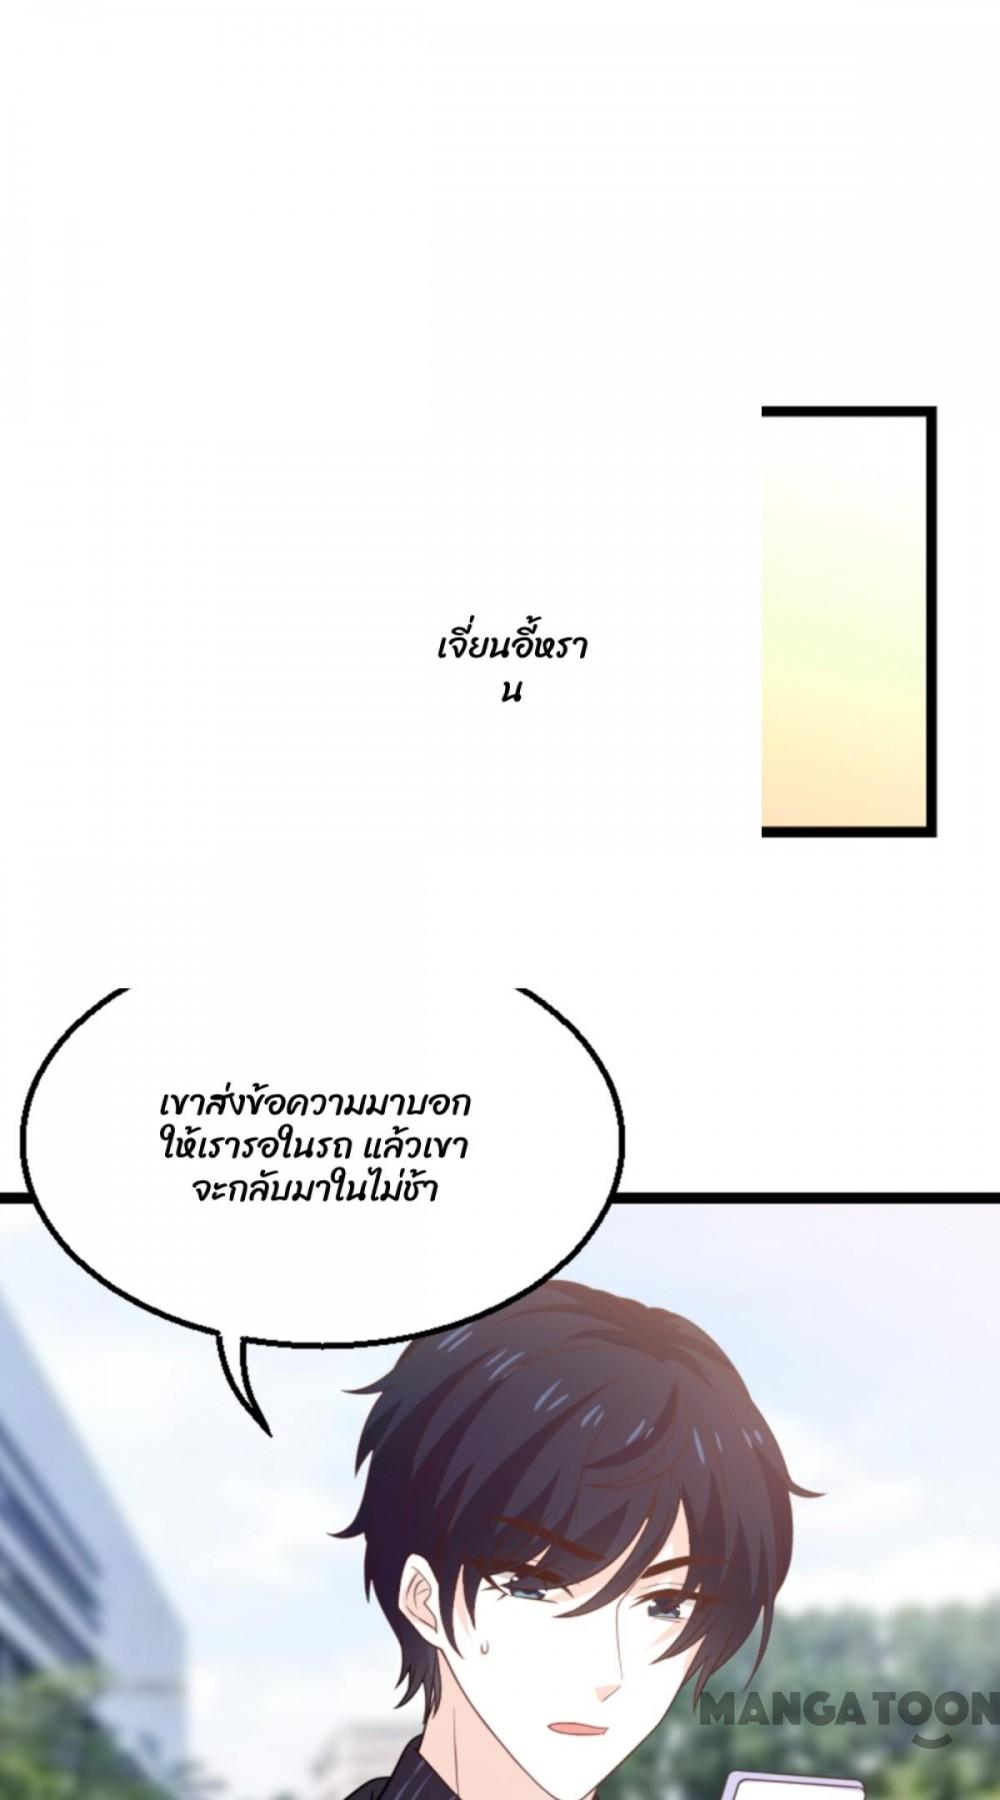 เจี่ยนอี้หรา
น
เขาส่งข้อความมาบอก
ให้เรารอในรถ แล้วเขา
จะกลับมาในไม่ช้า
MANGATOON